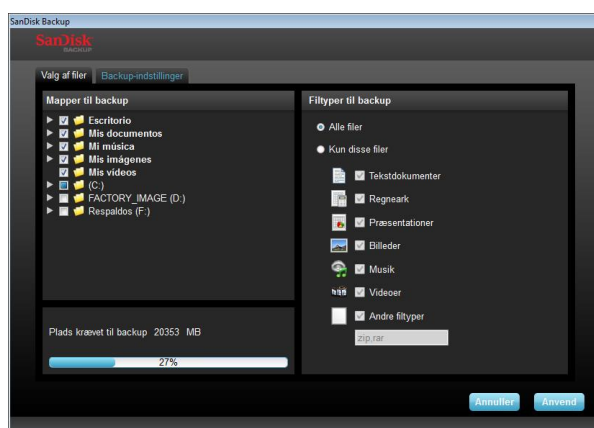 SanDisk Backup
SanDisk
BACKUP
Valg af filer
Backup-indstillinger
Mapper til backup
Escritorio
Mis documentos
Mi música
Mis imágenes
Mis vídeos
(C:)
FACTORY_IMAGE (D:)
Respaldos (F:)
Plads krævet til backup 20353 MB
27%
Filtyper til backup
Alle filer
Kun disse filer
Tekstdokumenter
Regneark
Præsentationer
Billeder
Musik
Videoer
Andre filtyper
zip,rar
Annuller
Anvend